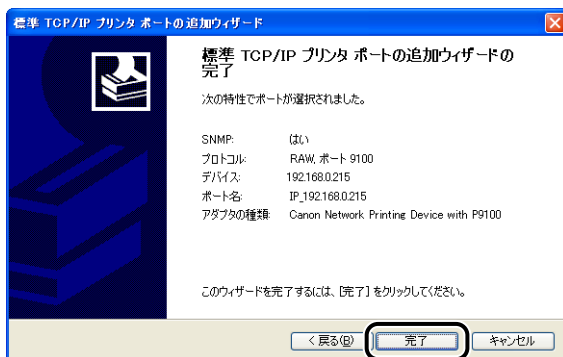 標準 TCP/IP プリンタ ポートの追加ウィザード
標準 TCP/IP プリンタ ポートの追加ウィザードの
完了
次の特性でポートが選択されました。
SNMP: はい
プロトコル: RAW, ポート 9100
デバイス: 192.168.0.215
ポート名: IP_192.168.0.215
アダプタの種類: Canon Network Printing Device with P9100
このウィザードを完了するには、[完了] をクリックしてください。
< 戻る(B) 完了 キャンセル